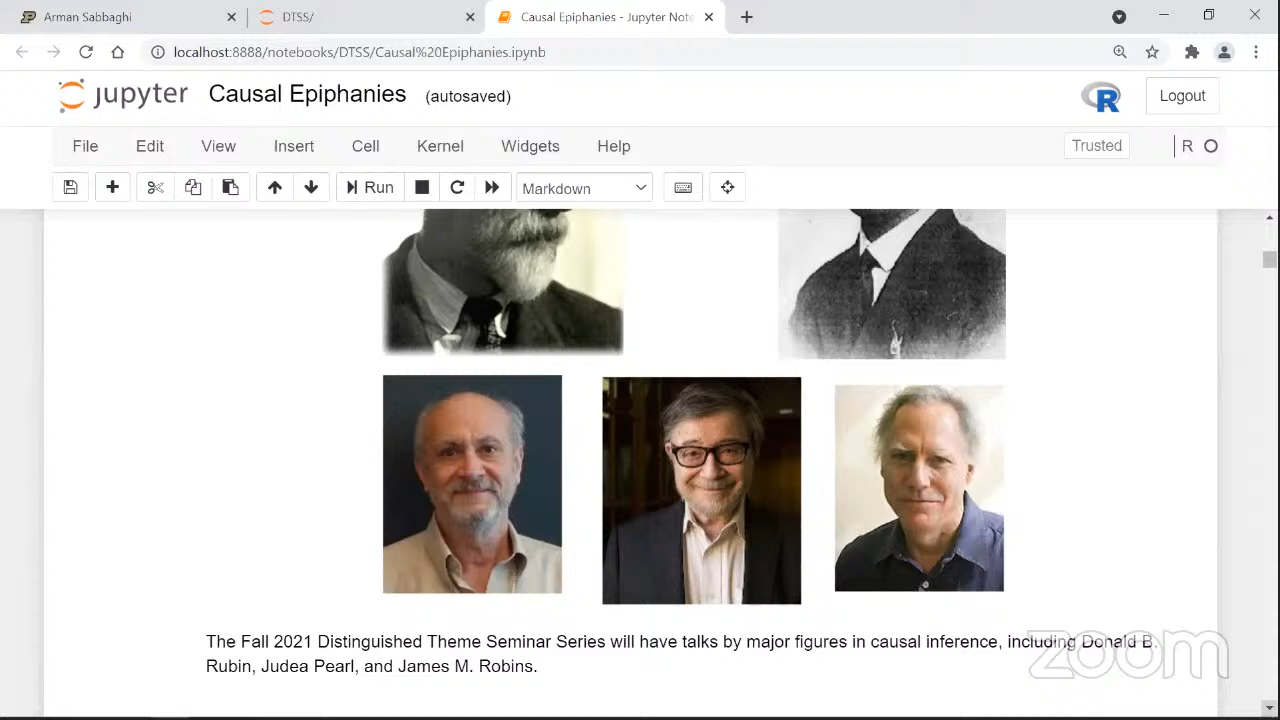 Arman Sabbaghi
DTSS/
Causal Epiphanies - Jupyter Note
localhost:8888/notebooks/DTSS/Causal%20Epiphanies.ipynb
jupyter Causal Epiphanies (autosaved)
R
Logout
File Edit View Insert Cell Kernel Widgets Help
Trusted
R
Run
Markdown
The Fall 2021 Distinguished Theme Seminar Series will have talks by major figures in causal inference, including Donald B.
Rubin, Judea Pearl, and James M. Robins.
zoom